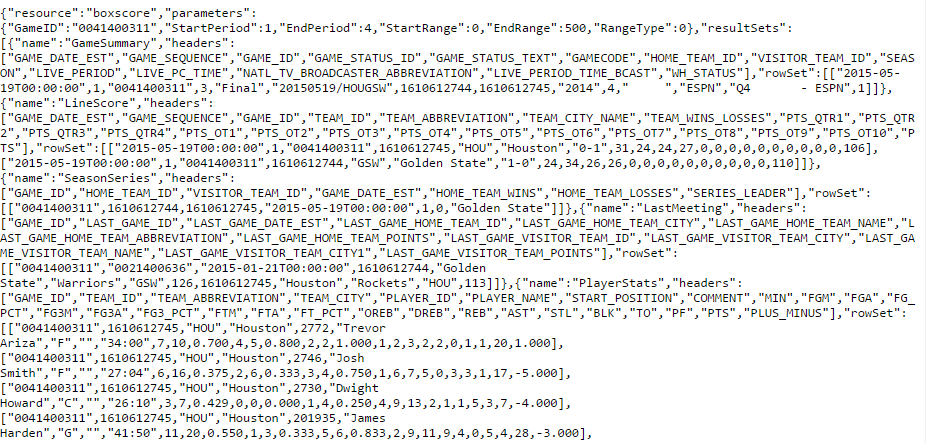 {"resource":"boxscore","parameters":
{"GameID":"0041400311","StartPeriod":1,"EndPeriod":4,"StartRange":0,"EndRange":500,"RangeType":0},"resultSets":
[{"name":"GameSummary","headers":
["GAME_DATE_EST","GAME_SEQUENCE","GAME_ID","GAME_STATUS_ID","GAME_STATUS_TEXT","GAMECODE","HOME_TEAM_ID","VISITOR_TEAM_ID","SEAS
ON","LIVE_PERIOD","LIVE_PC_TIME","NATL_TV_BROADCASTER_ABBREVIATION","LIVE_PERIOD_TIME_BCAST","WH_STATUS"],"rowSet":[["2015-05-
19T00:00:00",1,"0041400311",3,"Final","20150519/HOUGSW",1610612744,1610612745,"2014",4,"     ","ESPN","Q4       - ESPN",1]]},
{"name":"LineScore","headers":
["GAME_DATE_EST","GAME_SEQUENCE","GAME_ID","TEAM_ID","TEAM_ABBREVIATION","TEAM_CITY_NAME","TEAM_WINS_LOSSES","PTS_QTR1","PTS_QTR
2","PTS_QTR3","PTS_QTR4","PTS_OT1","PTS_OT2","PTS_OT3","PTS_OT4","PTS_OT5","PTS_OT6","PTS_OT7","PTS_OT8","PTS_OT9","PTS_OT10","P
TS"],"rowSet":[["2015-05-19T00:00:00",1,"0041400311",1610612745,"HOU","Houston","0-1",31,24,24,27,0,0,0,0,0,0,0,0,0,0,106],
["2015-05-19T00:00:00",1,"0041400311",1610612744,"GSW","Golden State","1-0",24,34,26,26,0,0,0,0,0,0,0,0,0,0,110]]},
{"name":"SeasonSeries","headers":
["GAME_ID","HOME_TEAM_ID","VISITOR_TEAM_ID","GAME_DATE_EST","HOME_TEAM_WINS","HOME_TEAM_LOSSES","SERIES_LEADER"],"rowSet":
[["0041400311",1610612744,1610612745,"2015-05-19T00:00:00",1,0,"Golden State"]]},{"name":"LastMeeting","headers":
["GAME_ID","LAST_GAME_ID","LAST_GAME_DATE_EST","LAST_GAME_HOME_TEAM_ID","LAST_GAME_HOME_TEAM_CITY","LAST_GAME_HOME_TEAM_NAME","L
AST_GAME_HOME_TEAM_ABBREVIATION","LAST_GAME_HOME_TEAM_POINTS","LAST_GAME_VISITOR_TEAM_ID","LAST_GAME_VISITOR_TEAM_CITY","LAST_GA
ME_VISITOR_TEAM_NAME","LAST_GAME_VISITOR_TEAM_CITY1","LAST_GAME_VISITOR_TEAM_POINTS"],"rowSet":
[["0041400311","0021400636","2015-01-21T00:00:00",1610612744,"Golden
State","Warriors","GSW",126,1610612745,"Houston","Rockets","HOU",113]]},{"name":"PlayerStats","headers":
["GAME_ID","TEAM_ID","TEAM_ABBREVIATION","TEAM_CITY","PLAYER_ID","PLAYER_NAME","START_POSITION","COMMENT","MIN","FGM","FGA","FG_
PCT","FG3M","FG3A","FG3_PCT","FTM","FTA","FT_PCT","OREB","DREB","REB","AST","STL","BLK","TO","PF","PTS","PLUS_MINUS"],"rowSet":
[["0041400311",1610612745,"HOU","Houston",2772,"Trevor
Ariza","F","","34:00",7,10,0.700,4,5,0.800,2,2,1.000,1,2,3,2,2,0,1,1,20,1.000],
["0041400311",1610612745,"HOU","Houston",2746,"Josh
Smith","F","","27:04",6,16,0.375,2,6,0.333,3,4,0.750,1,6,7,5,0,3,3,1,17,-5.000],
["0041400311",1610612745,"HOU","Houston",2730,"Dwight
Howard","C","","26:10",3,7,0.429,0,0,0.000,1,4,0.250,4,9,13,2,1,1,5,3,7,-4.000],
["0041400311",1610612745,"HOU","Houston",201935,"James
Harden","G","","41:50",11,20,0.550,1,3,0.333,5,6,0.833,2,9,11,9,4,0,5,4,28,-3.000],